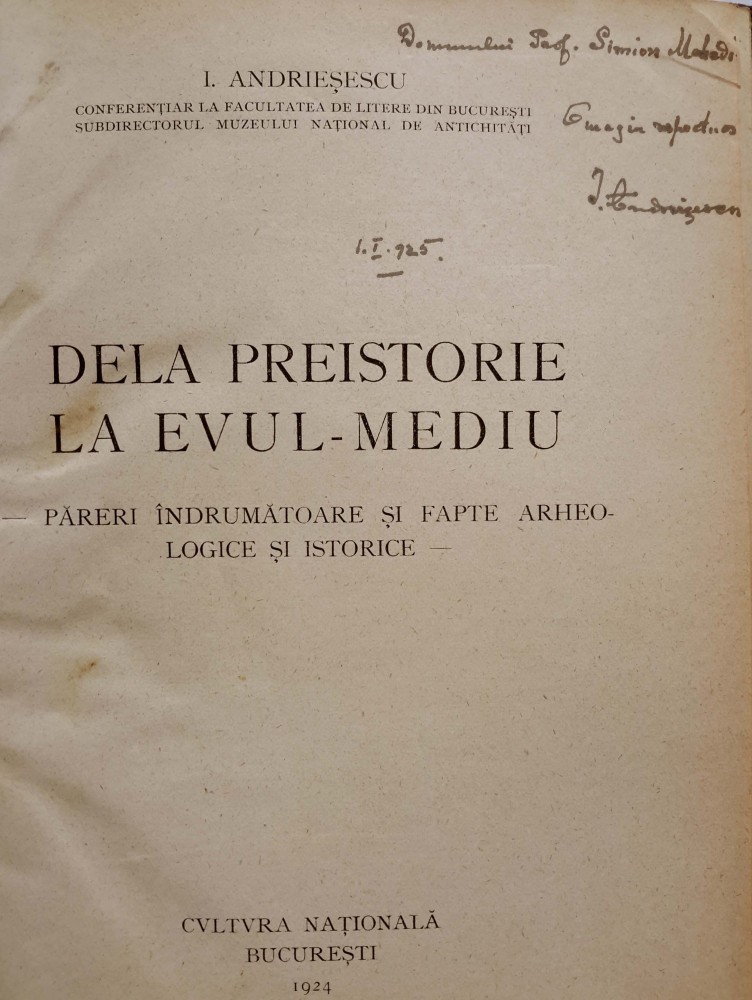 Domnului Prof. Simion Mehedi
I. ANDRIEȘESCU
CONFERENȚIAR LA FACULTATEA DE LITERE DIN BUCUREȘTI
SUBDIRECTORUL MUZEULUI NAȚIONAL DE ANTICHITĂȚI
Omagiu respectuos
I. Andrieșescu
1.I.925.
DELA PREISTORIE
LA EVUL-MEDIU
— PĂRERI ÎNDRUMĂTOARE ȘI FAPTE ARHEO-
LOGICE ȘI ISTORICE —
CVLTVRA NAȚIONALĂ
BUCUREȘTI
1924